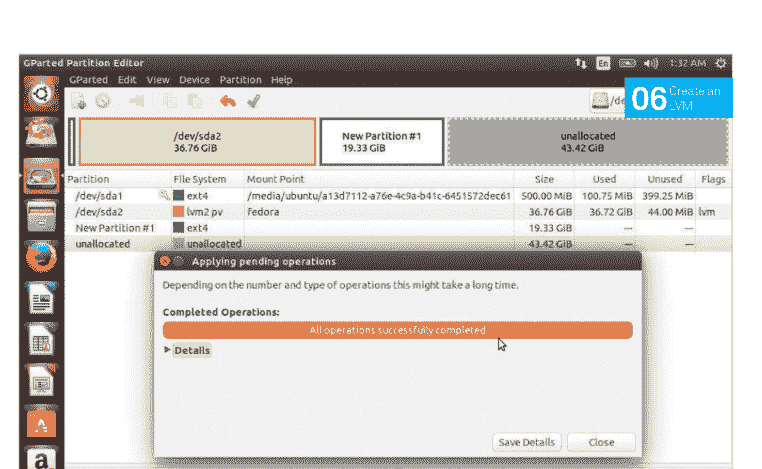 GParted Partition Editor En 1:32 AM
GParted Edit View Device Partition Help
06 Create an LVM
/dev/sda2
36.76 GiB
New Partition #1
19.33 GiB
unallocated
43.42 GiB
Partition File System Mount Point Size Used Unused Flags
/dev/sda1 ext4 /media/ubuntu/a13d7112-a76e-4c9a-b41c-6451572dec61 500.00 MiB 100.75 MiB 399.25 MiB
/dev/sda2 lvm2 pv fedora 36.76 GiB 36.72 GiB 44.00 MiB lvm
New Partition #1 ext4 19.33 GiB — —
unallocated unallocated 43.42 GiB — —
Applying pending operations
Depending on the number and type of operations this might take a long time.
Completed Operations:
All operations successfully completed
Details
Save Details Close